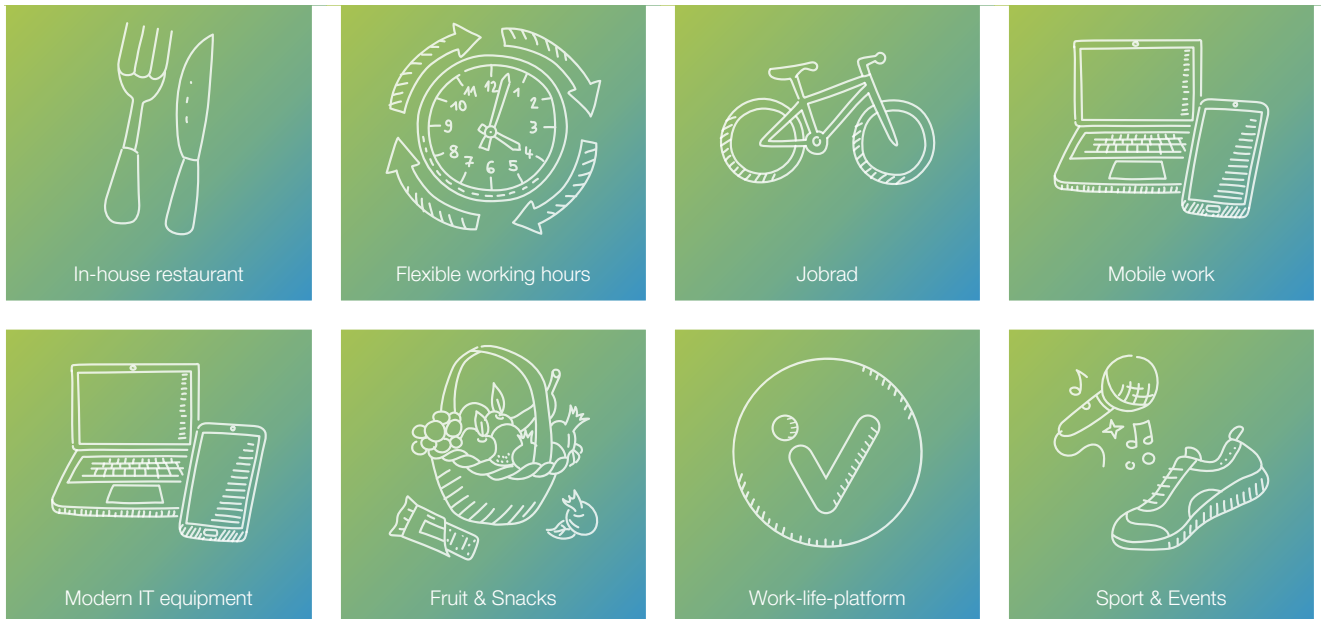 12
1
2
3
4
5
6
7
8
9
10
11
In-house restaurant
Flexible working hours
Jobrad
Mobile work
Modern IT equipment
Fruit & Snacks
Work-life-platform
Sport & Events